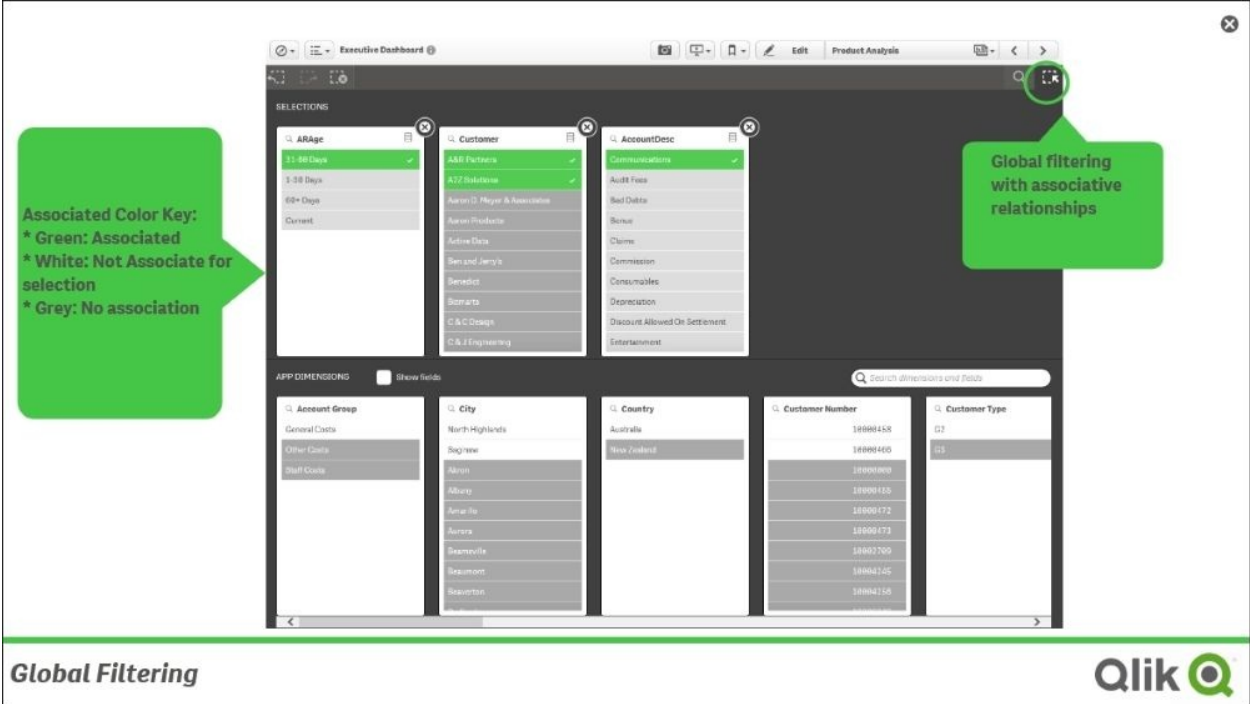 Executive Dashboard
Edit
Product Analysis
SELECTIONS
Associated Color Key:
* Green: Associated
* White: Not Associate for
selection
* Grey: No association
ARAge
31-60 Days
1-30 Days
60+ Days
Current
Customer
A&R Partners
A2Z Solutions
Aaron D. Meyer & Associates
Aaron Products
Active Data
Ben and Jerry's
Benedict
Bizmarts
C & C Design
C & J Engineering
AccountDesc
Communications
Audit Fees
Bad Debts
Bonus
Claims
Commission
Consumables
Depreciation
Discount Allowed On Settlement
Entertainment
Global filtering
with associative
relationships
APP DIMENSIONS
Show fields
Search dimensions and fields
Account Group
General Costs
Other Costs
Staff Costs
City
North Highlands
Saginaw
Akron
Albany
Amarillo
Aurora
Beamsville
Beaumont
Beaverton
Country
Australia
New Zealand
Customer Number
10000453
Customer Type
G2
G3
Global Filtering
Qlik